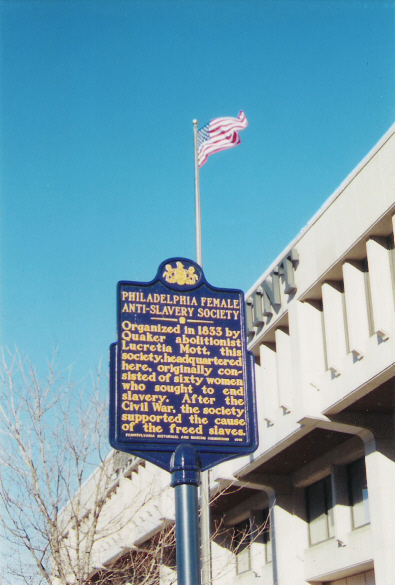 PHILADELPHIA FEMALE
ANTI-SLAVERY SOCIETY
Organized in 1833 by
Quaker abolitionist
Lucretia Mott, this
society, headquartered
here, originally con-
sisted of sixty women
who sought to end
slavery. After the
Civil War, the society
supported the cause
of the freed slaves.
PENNSYLVANIA HISTORICAL AND MUSEUM COMMISSION